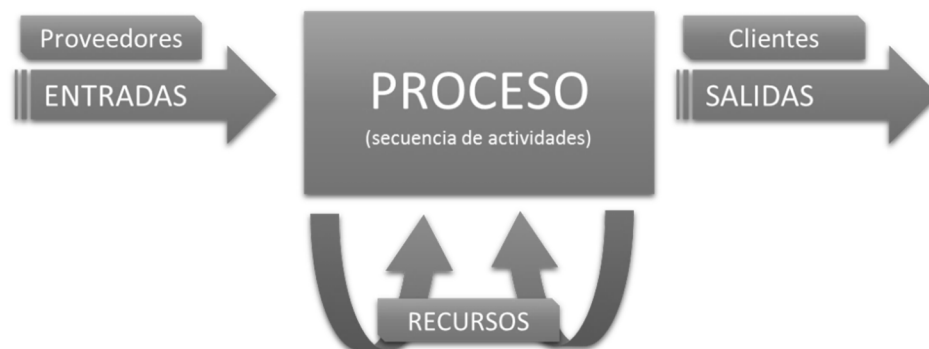 Proveedores
ENTRADAS
PROCESO
(secuencia de actividades)
Clientes
SALIDAS
RECURSOS